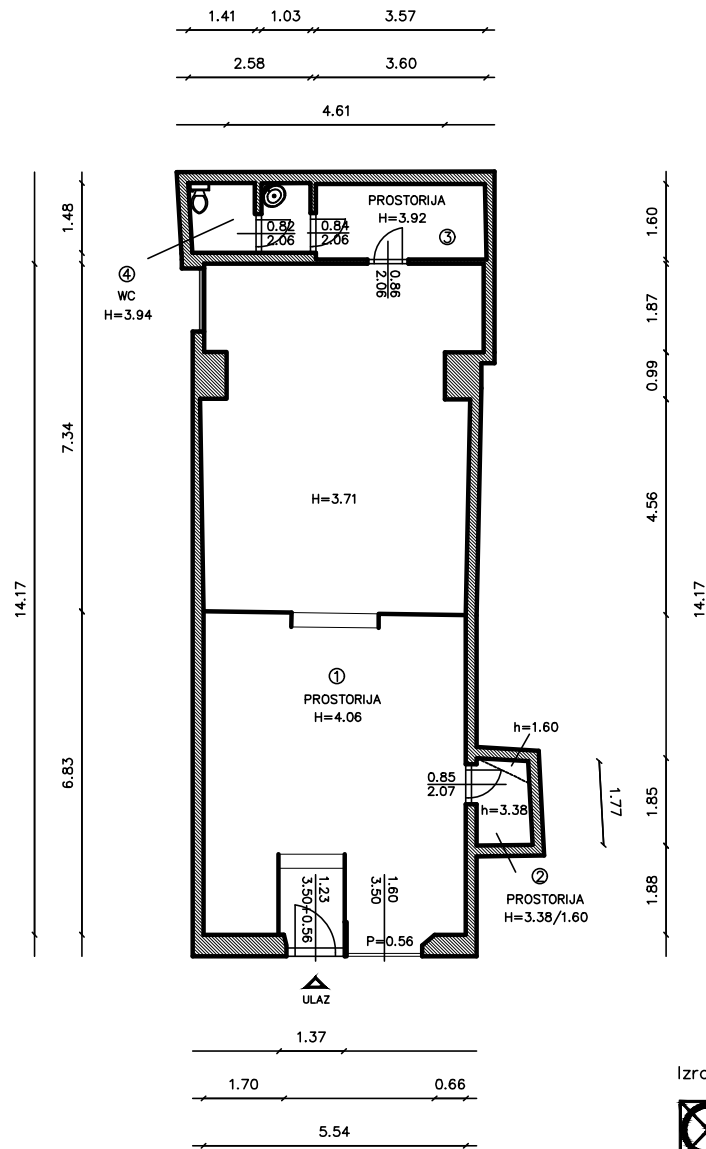 1.41 1.03 3.57
2.58 3.60
4.61
1.48
1.60
PROSTORIJA
H=3.92
3
0.82
2.06
0.84
2.06
0.86
2.06
4
WC
H=3.94
1.87
0.99
7.34
4.56
H=3.71
14.17
14.17
1
PROSTORIJA
H=4.06
h=1.60
6.83
0.85
2.07
h=3.38
1.77
1.85
2
PROSTORIJA
H=3.38/1.60
1.88
1.23
3.50+0.56
1.60
3.50
P=0.56
ULAZ
1.37
1.70 0.66
5.54
Izra